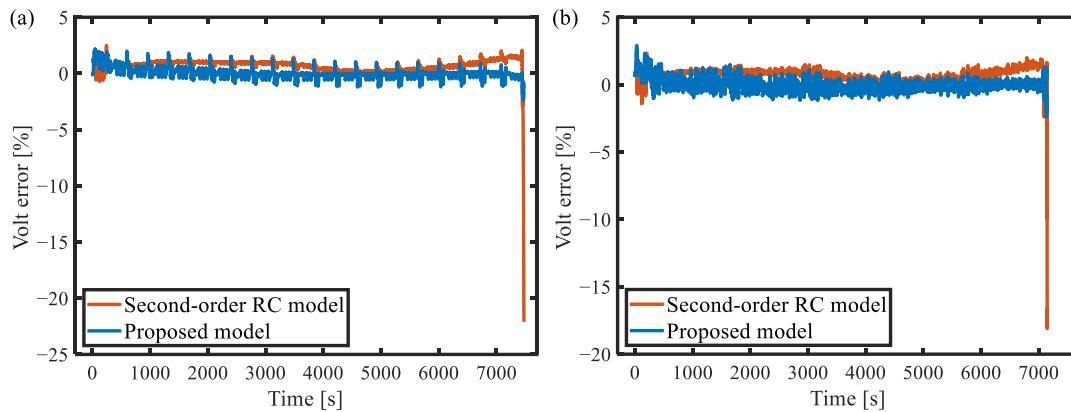 (a)
5
0
−5
−10
−15
−20
−25
Volt error [%]
Second-order RC model
Proposed model
0 1000 2000 3000 4000 5000 6000 7000
Time [s]
(b)
5
0
−5
−10
−15
−20
Volt error [%]
Second-order RC model
Proposed model
0 1000 2000 3000 4000 5000 6000 7000
Time [s]